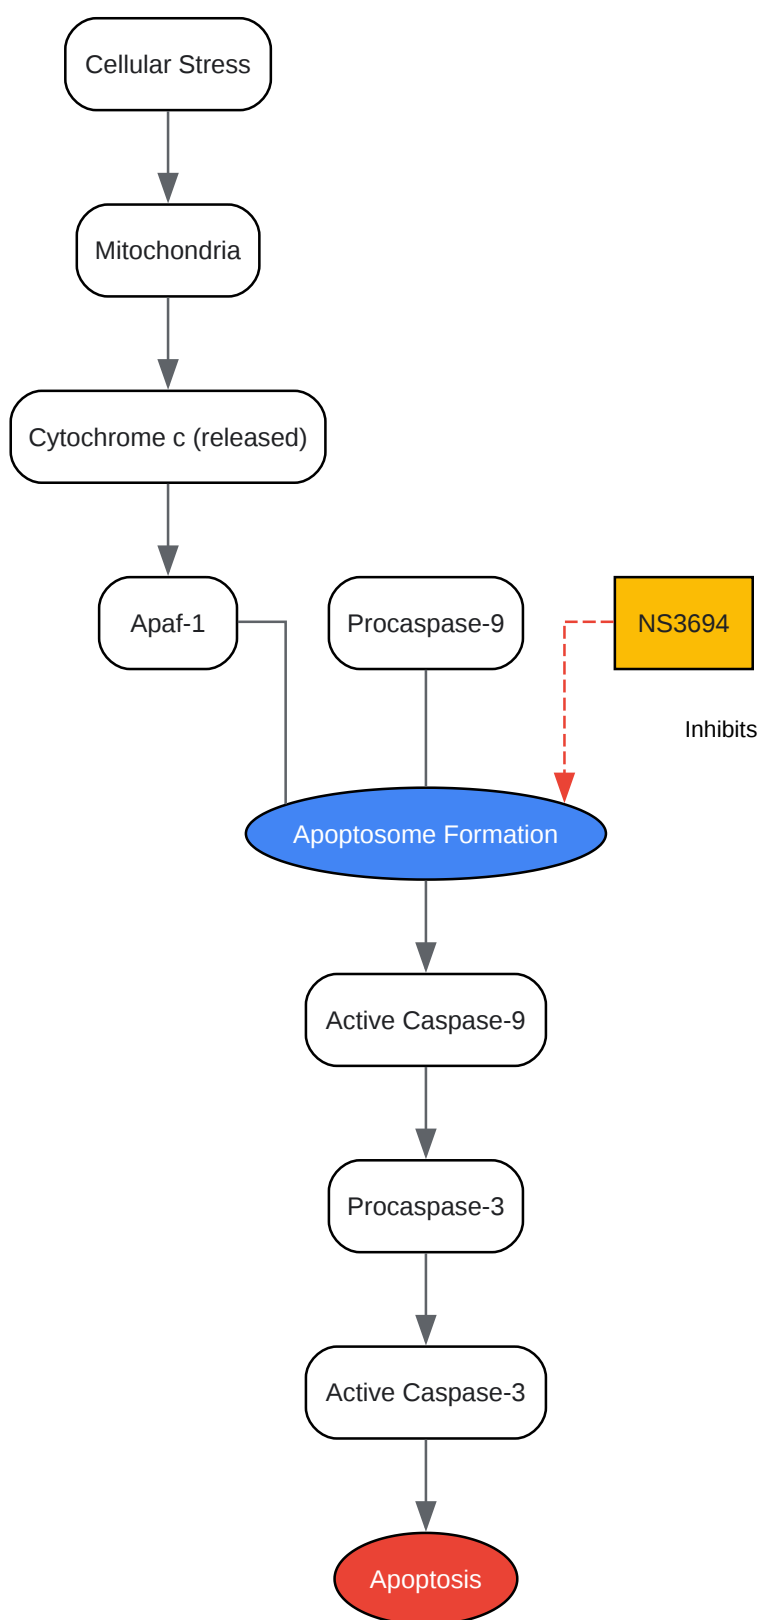 Cellular Stress
Mitochondria
Cytochrome c (released)
Apaf-1
Procaspase-9
NS3694
Inhibits
Apoptosome Formation
Active Caspase-9
Procaspase-3
Active Caspase-3
Apoptosis